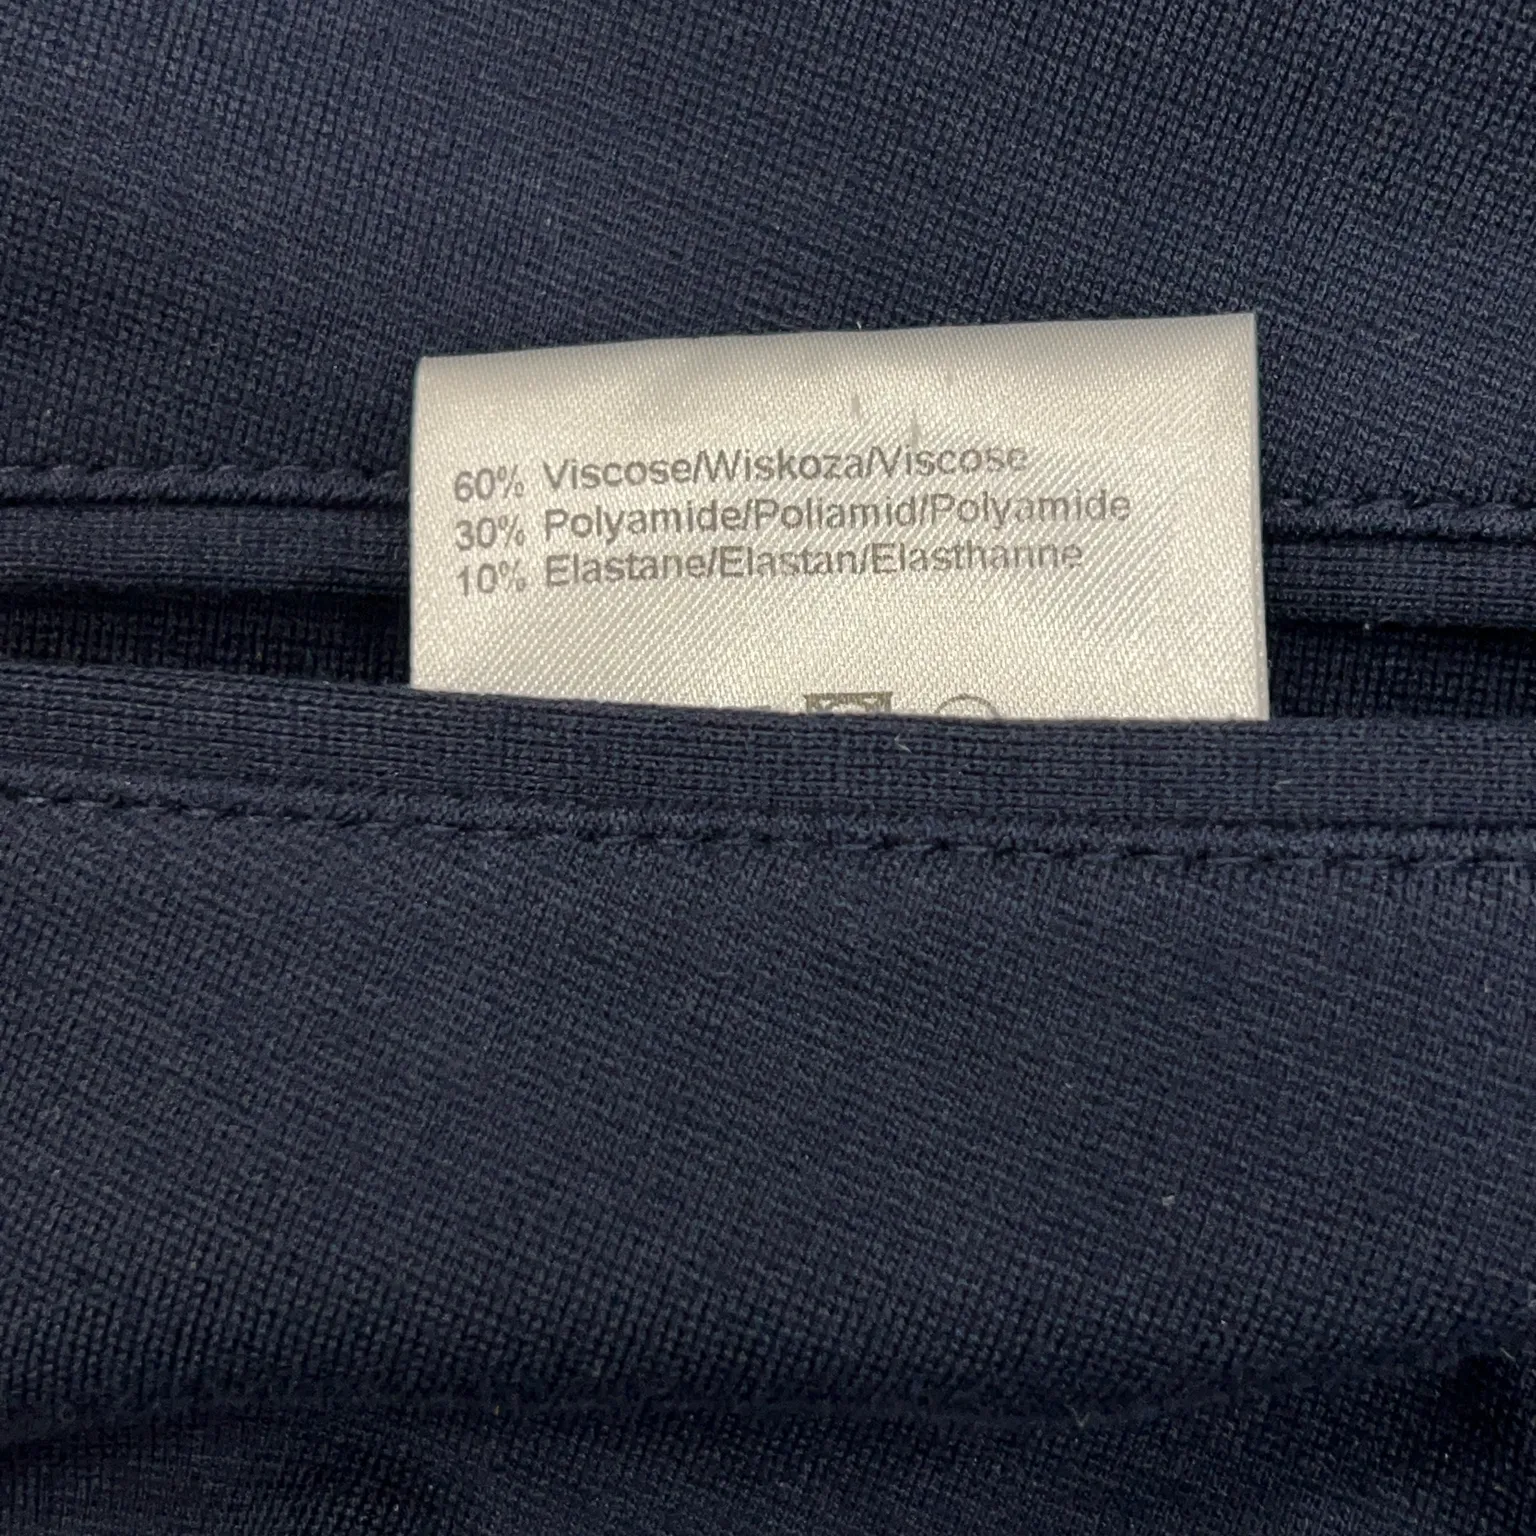 60% Viscose/Wiskoza/Viscose
30% Polyamide/Poliamid/Polyamide
10% Elastane/Elastan/Elasthanne